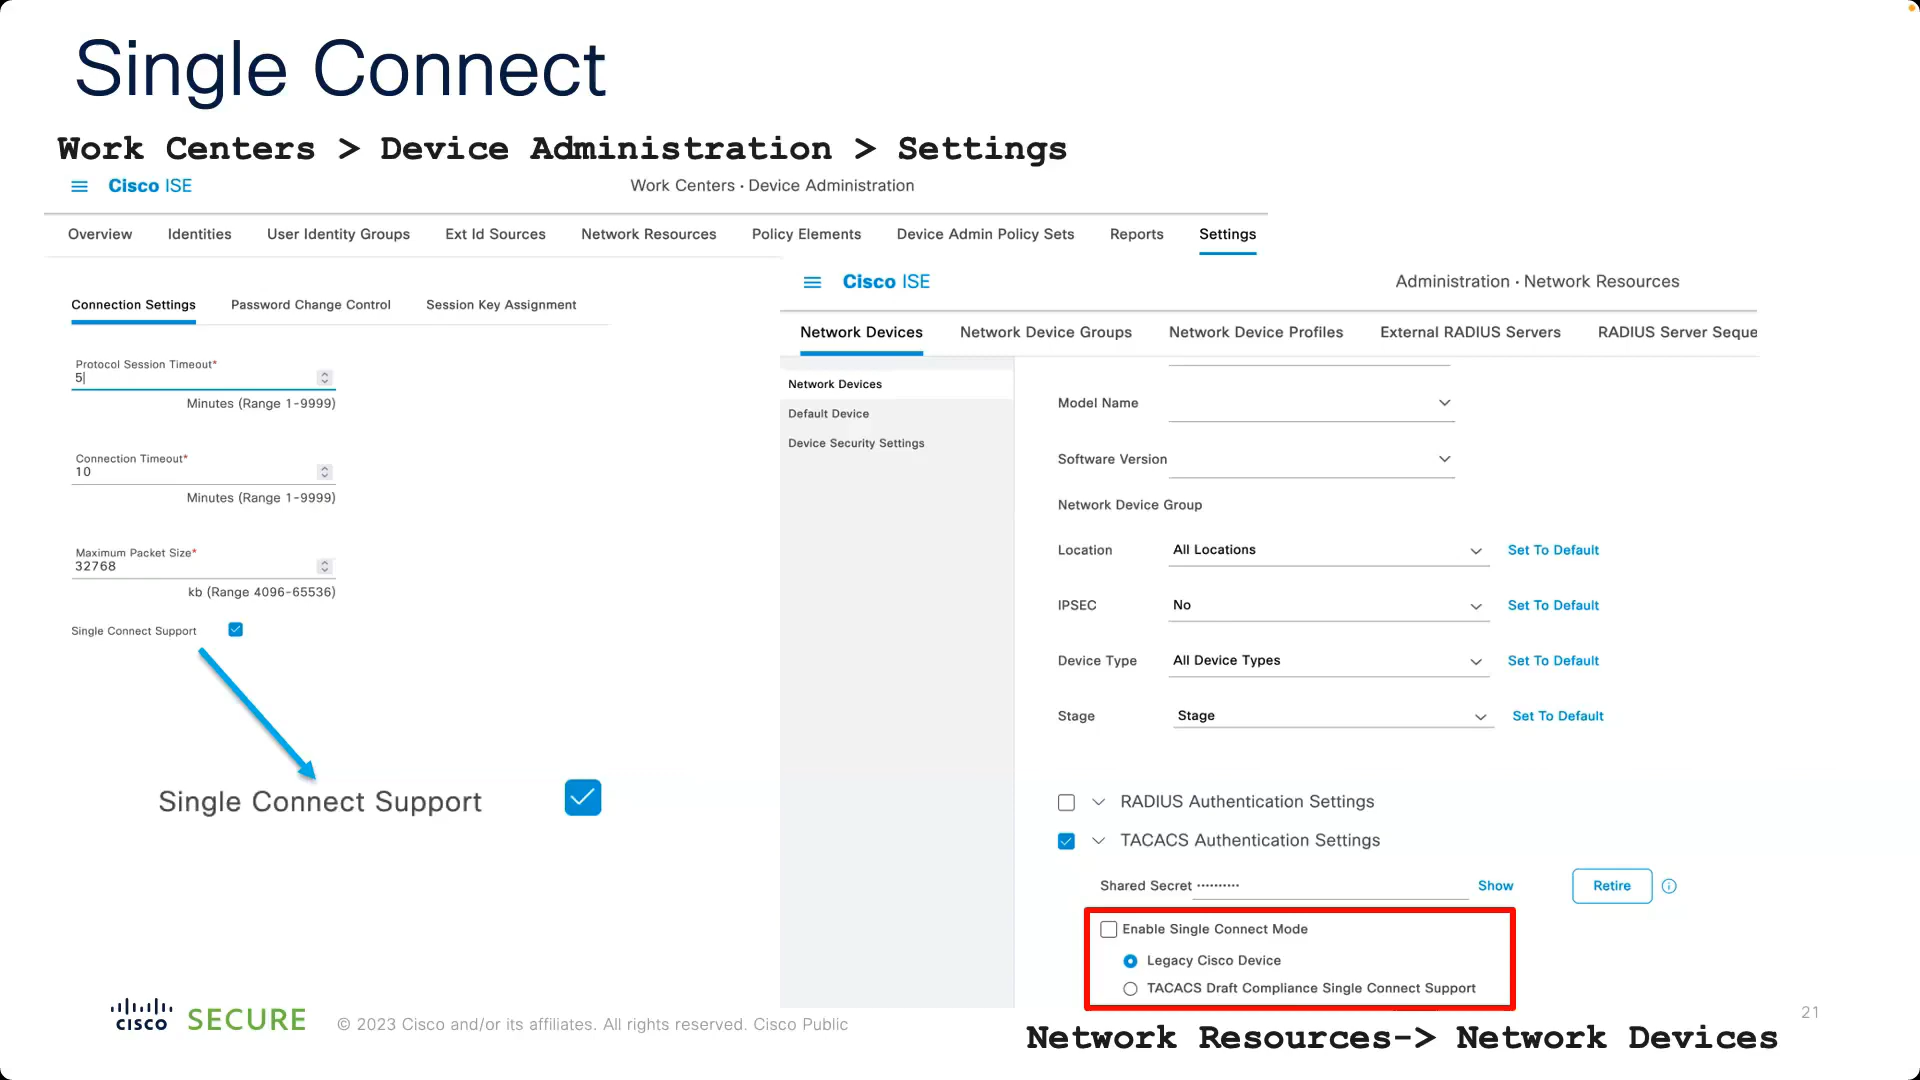 Single Connect
Work Centers > Device Administration > Settings
Cisco ISE
Work Centers · Device Administration
Overview Identities User Identity Groups Ext Id Sources Network Resources Policy Elements Device Admin Policy Sets Reports Settings
Connection Settings Password Change Control Session Key Assignment
Protocol Session Timeout*
5
Minutes (Range 1-9999)
Connection Timeout*
10
Minutes (Range 1-9999)
Maximum Packet Size*
32768
kb (Range 4096-65536)
Single Connect Support
Single Connect Support
Cisco ISE
Administration · Network Resources
Network Devices Network Device Groups Network Device Profiles External RADIUS Servers RADIUS Server Seque
Network Devices
Default Device
Device Security Settings
Model Name
Software Version
Network Device Group
Location All Locations Set To Default
IPSEC No Set To Default
Device Type All Device Types Set To Default
Stage Stage Set To Default
RADIUS Authentication Settings
TACACS Authentication Settings
Shared Secret ·········· Show Retire
Enable Single Connect Mode
Legacy Cisco Device
TACACS Draft Compliance Single Connect Support
Network Resources-> Network Devices
cisco SECURE
© 2023 Cisco and/or its affiliates. All rights reserved. Cisco Public
21